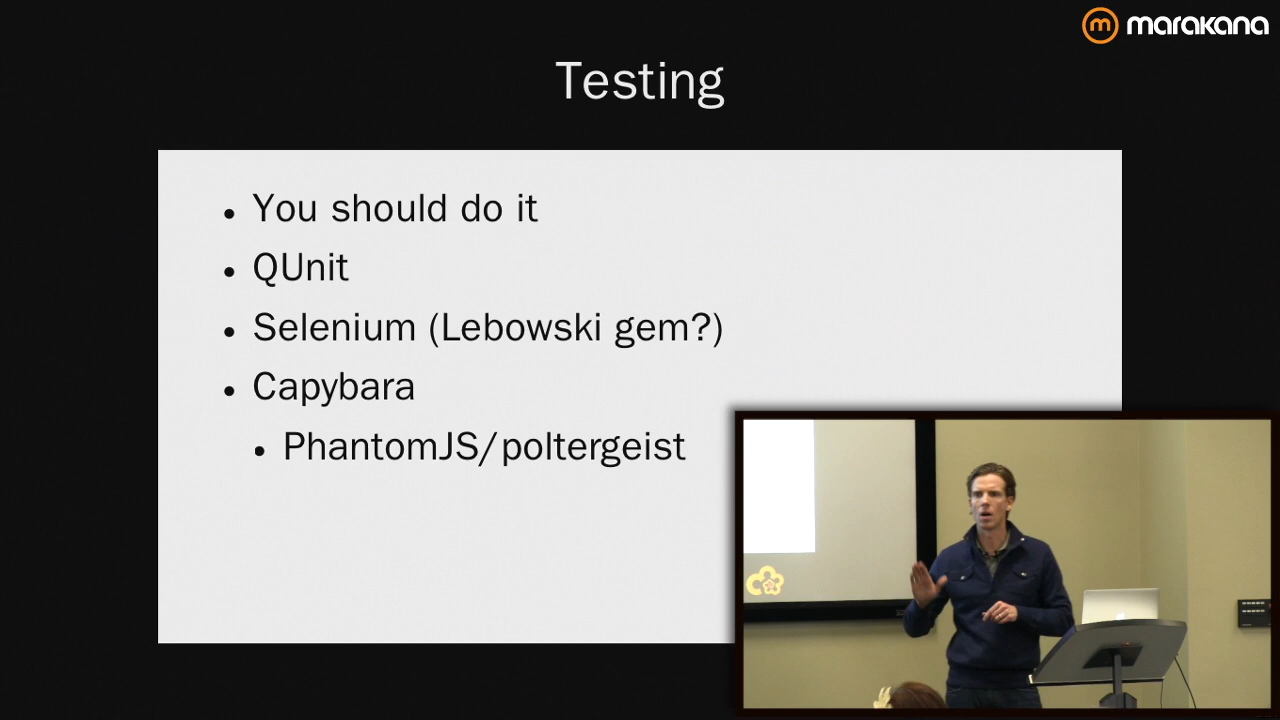 marakana
Testing
• You should do it
• QUnit
• Selenium (Lebowski gem?)
• Capybara
• PhantomJS/poltergeist